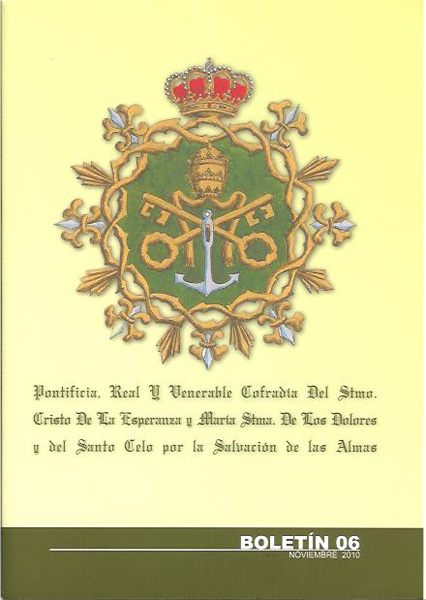 Pontificia, Real Y Venerable Cofradía Del Stmo.
Cristo De La Esperanza y María Stma. De Los Dolores
y del Santo Celo por la Salvación de las Almas
BOLETÍN 06
NOVIEMBRE 2010